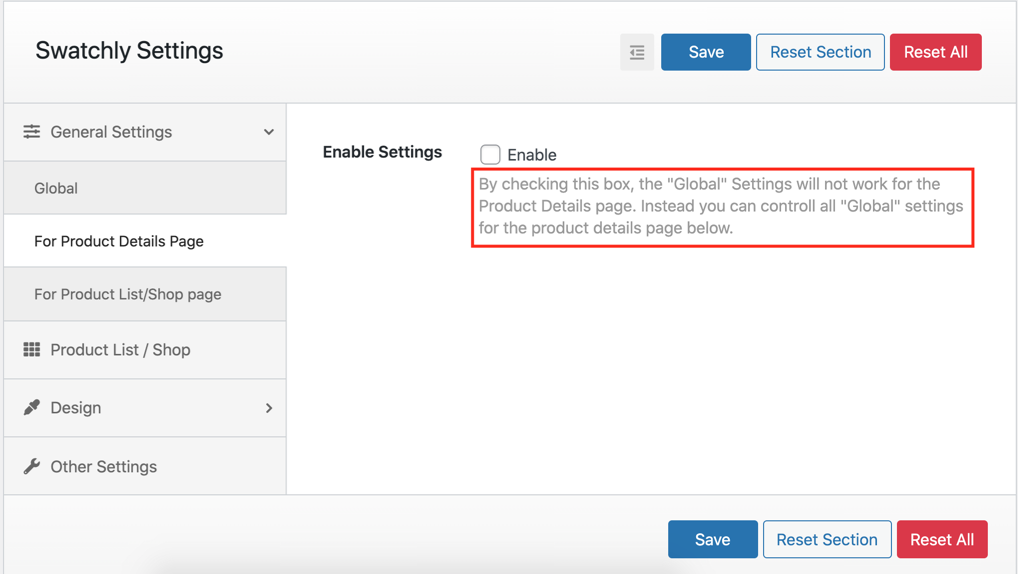 Swatchly Settings
Save
Reset Section
Reset All
General Settings
Global
For Product Details Page
For Product List/Shop page
Product List / Shop
Design
Other Settings
Enable Settings
Enable
By checking this box, the "Global" Settings will not work for the
Product Details page. Instead you can controll all "Global" settings
for the product details page below.
Save
Reset Section
Reset All